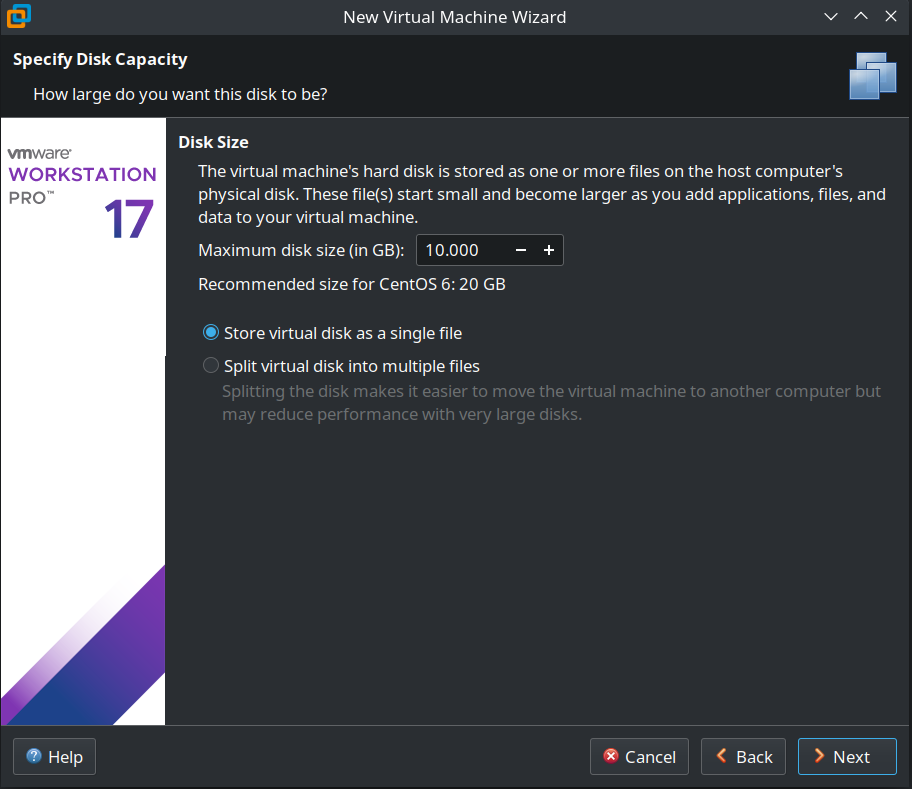 New Virtual Machine Wizard
Specify Disk Capacity
How large do you want this disk to be?
vmware®
WORKSTATION
PRO™
17
Disk Size
The virtual machine's hard disk is stored as one or more files on the host computer's
physical disk. These file(s) start small and become larger as you add applications, files, and
data to your virtual machine.
Maximum disk size (in GB): 10.000 − +
Recommended size for CentOS 6: 20 GB
Store virtual disk as a single file
Split virtual disk into multiple files
Splitting the disk makes it easier to move the virtual machine to another computer but
may reduce performance with very large disks.
Help Cancel Back Next